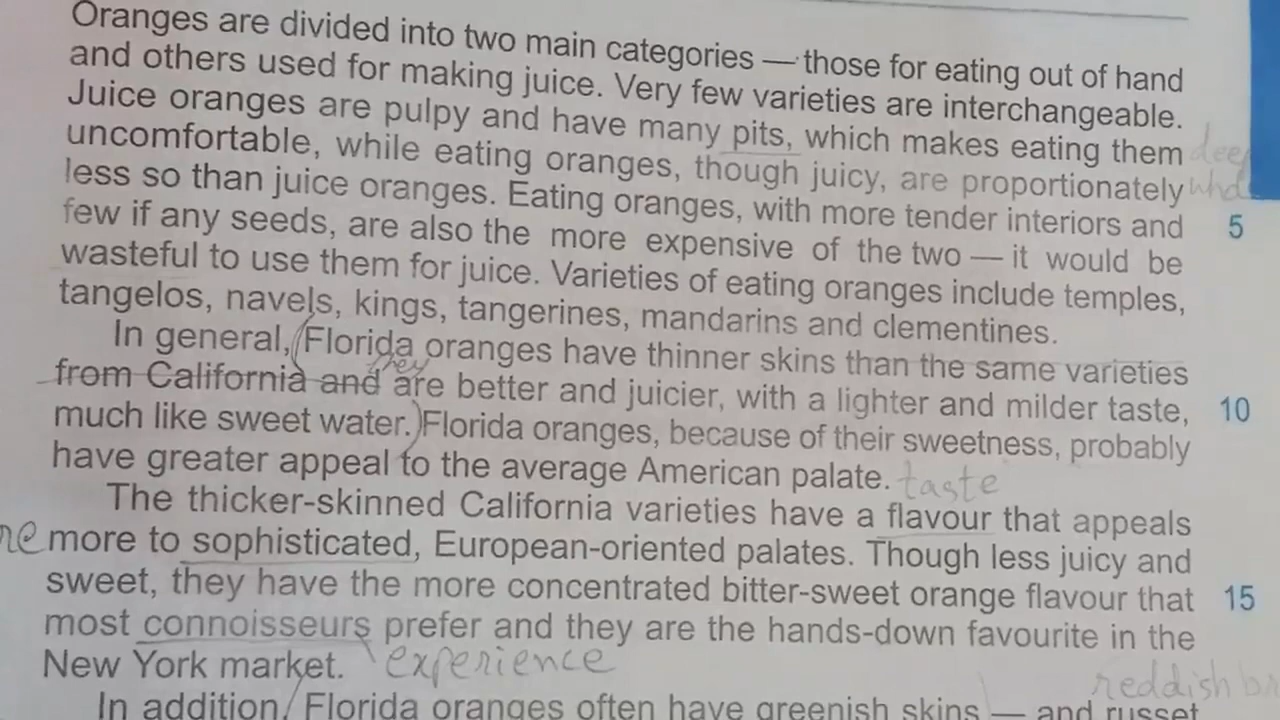 Oranges are divided into two main categories — those for eating out of hand
and others used for making juice. Very few varieties are interchangeable.
Juice oranges are pulpy and have many pits, which makes eating them
uncomfortable, while eating oranges, though juicy, are proportionately
less so than juice oranges. Eating oranges, with more tender interiors and
few if any seeds, are also the more expensive of the two — it would be 5
wasteful to use them for juice. Varieties of eating oranges include temples,
tangelos, navels, kings, tangerines, mandarins and clementines.
In general, Florida oranges have thinner skins than the same varieties
they
from California and are better and juicier, with a lighter and milder taste, 10
much like sweet water. Florida oranges, because of their sweetness, probably
have greater appeal to the average American palate. taste
The thicker-skinned California varieties have a flavour that appeals
more to sophisticated, European-oriented palates. Though less juicy and
sweet, they have the more concentrated bitter-sweet orange flavour that 15
most connoisseurs prefer and they are the hands-down favourite in the
New York market. experience
reddish
In addition, Florida oranges often have greenish skins — and russet